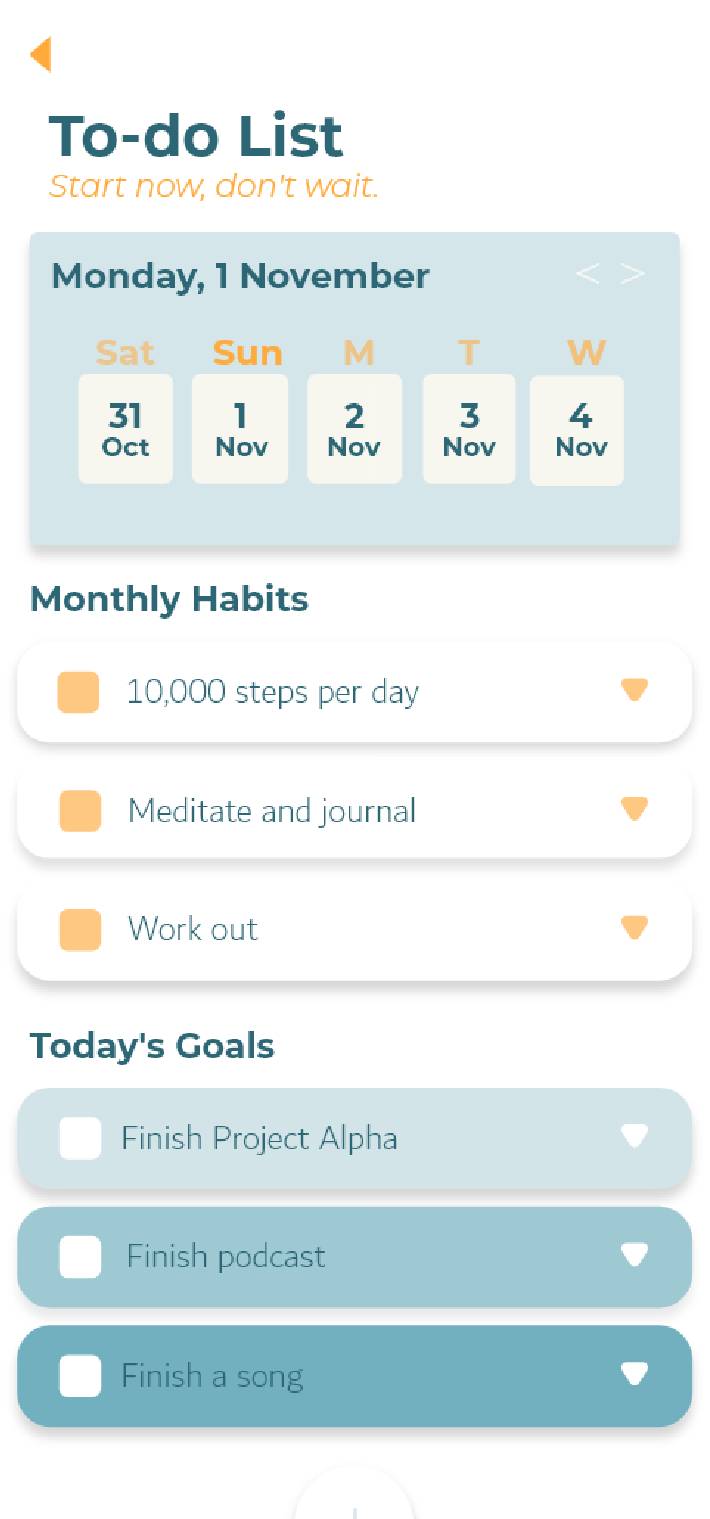 To-do List
Start now, don't wait.
Monday, 1 November < >
Sat Sun M T W
31 1 2 3 4
Oct Nov Nov Nov Nov
Monthly Habits
10,000 steps per day
Meditate and journal
Work out
Today's Goals
Finish Project Alpha
Finish podcast
Finish a song